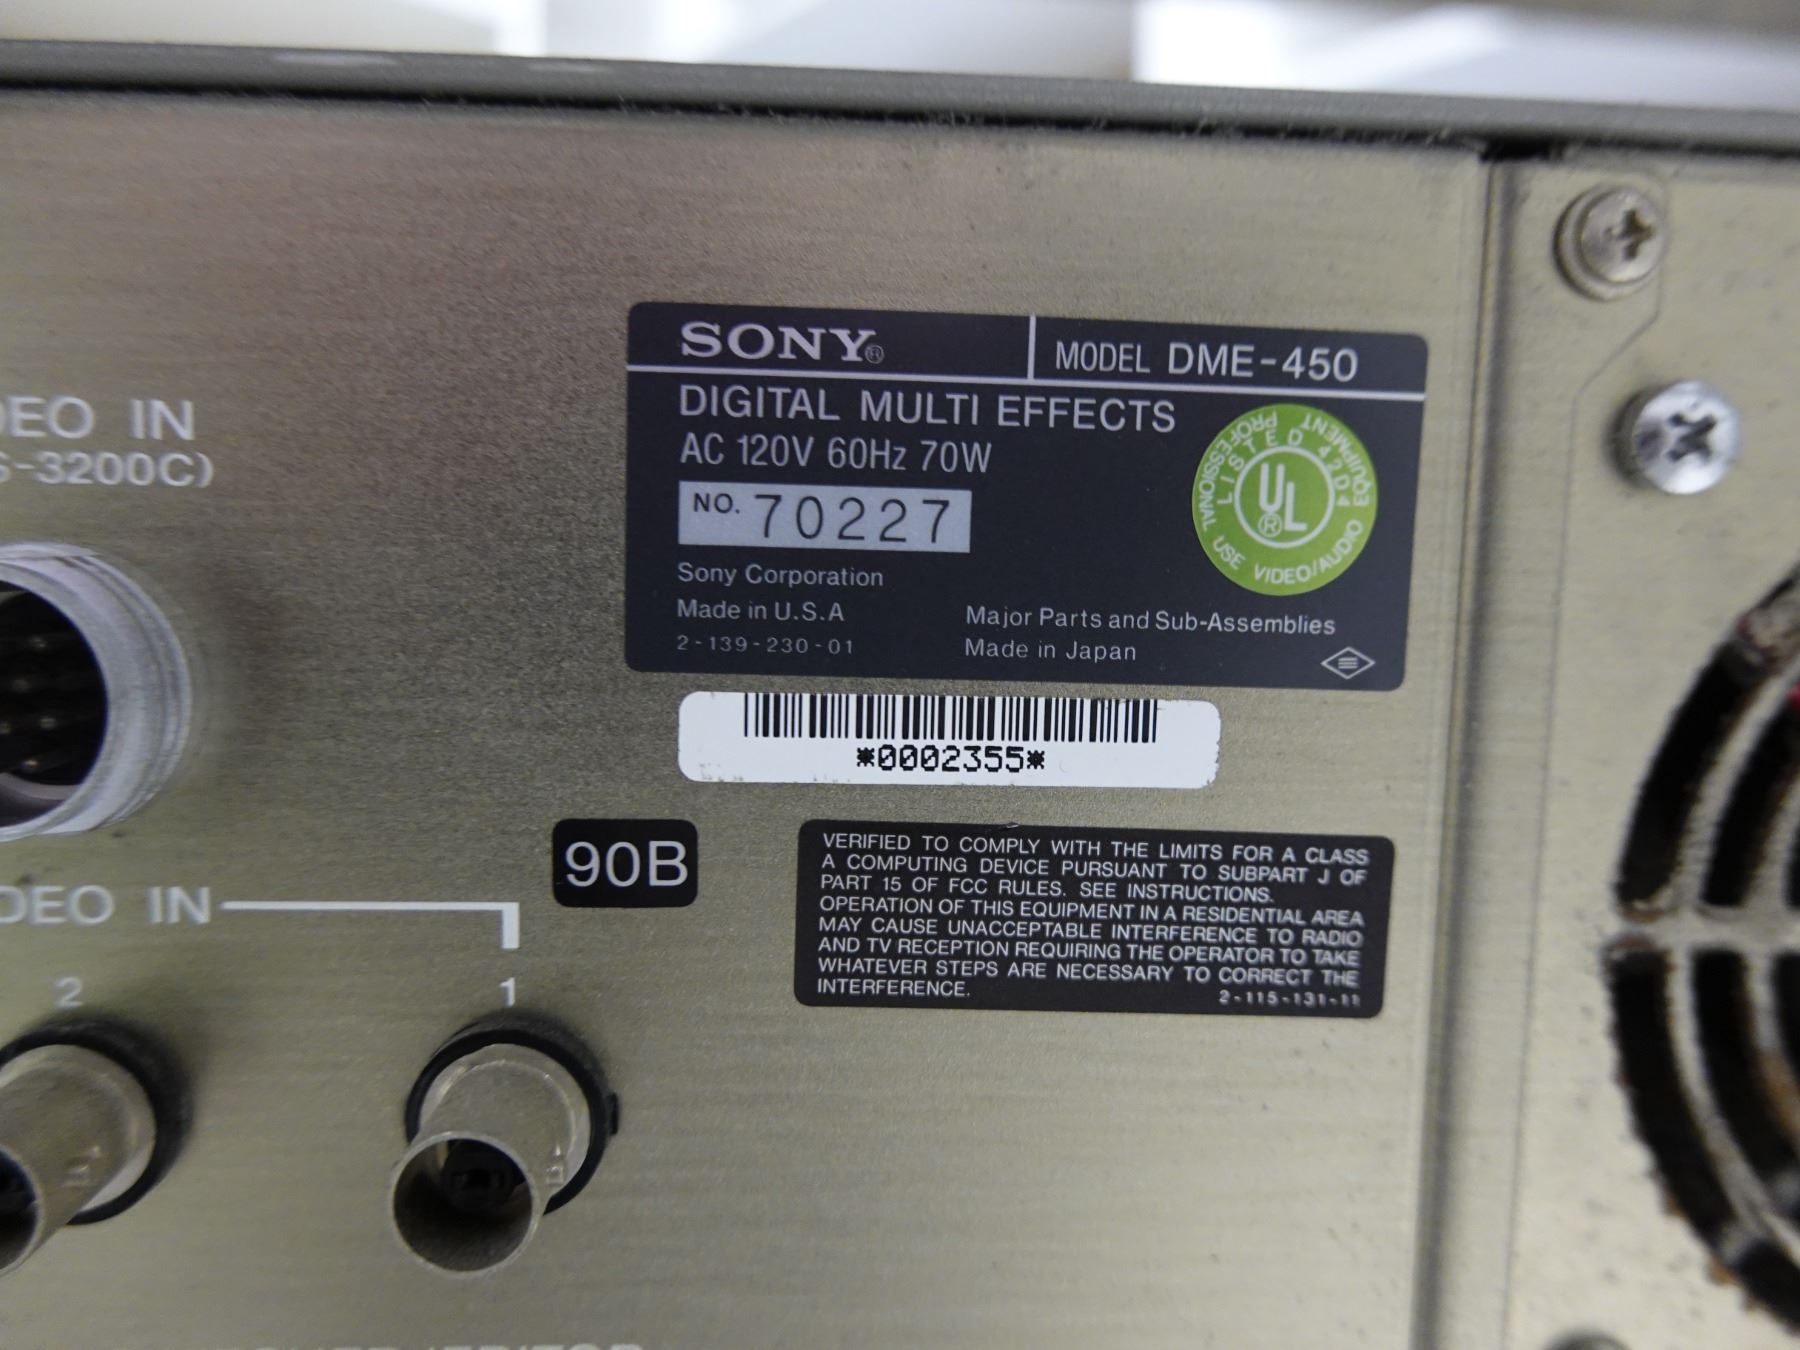 SONY®
MODEL DME-450
DIGITAL MULTI EFFECTS
AC 120V 60Hz 70W
NO. 70227
Sony Corporation
Made in U.S.A
2-139-230-01
Major Parts and Sub-Assemblies
Made in Japan
LISTED 42D4
UL®
PROFESSIONAL USE VIDEO/AUDIO EQUIPMENT
*0002355*
90B
VERIFIED TO COMPLY WITH THE LIMITS FOR A CLASS
A COMPUTING DEVICE PURSUANT TO SUBPART J OF
PART 15 OF FCC RULES. SEE INSTRUCTIONS.
OPERATION OF THIS EQUIPMENT IN A RESIDENTIAL AREA
MAY CAUSE UNACCEPTABLE INTERFERENCE TO RADIO
AND TV RECEPTION REQUIRING THE OPERATOR TO TAKE
WHATEVER STEPS ARE NECESSARY TO CORRECT THE
INTERFERENCE.
2-115-131-11
DEO IN
S-3200C)
DEO IN
2
1